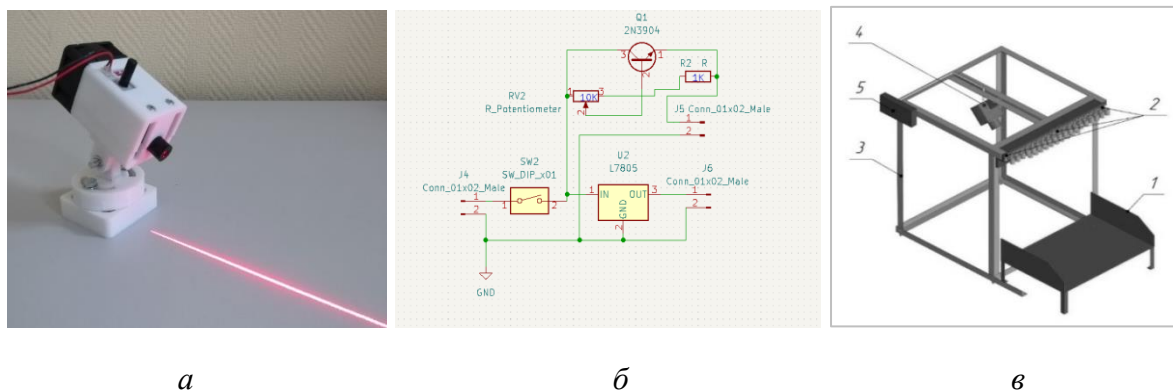 Q1
2N3904
3
1
2
R2 R
1K
RV2
R_Potentiometer
1
10K
3
2
J5 Conn_01x02_Male
1
2
SW2
SW_DIP_x01
J4
Conn_01x02_Male
1
2
1
2
U2
L7805
1
IN
OUT
3
GND
2
J6
Conn_01x02_Male
1
2
GND
4
5
2
3
1
а
б
в